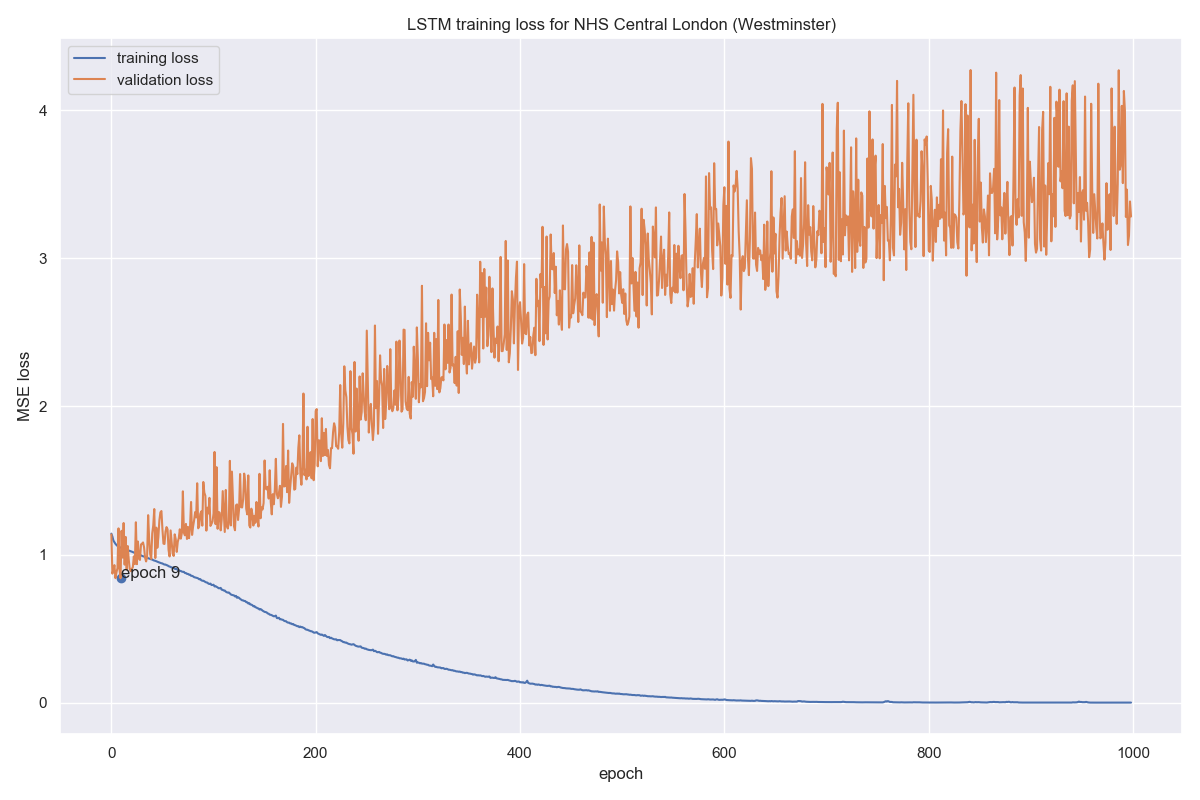 LSTM training loss for NHS Central London (Westminster)
training loss
validation loss
4
3
2
1
0
MSE loss
epoch 9
0 200 400 600 800 1000
epoch